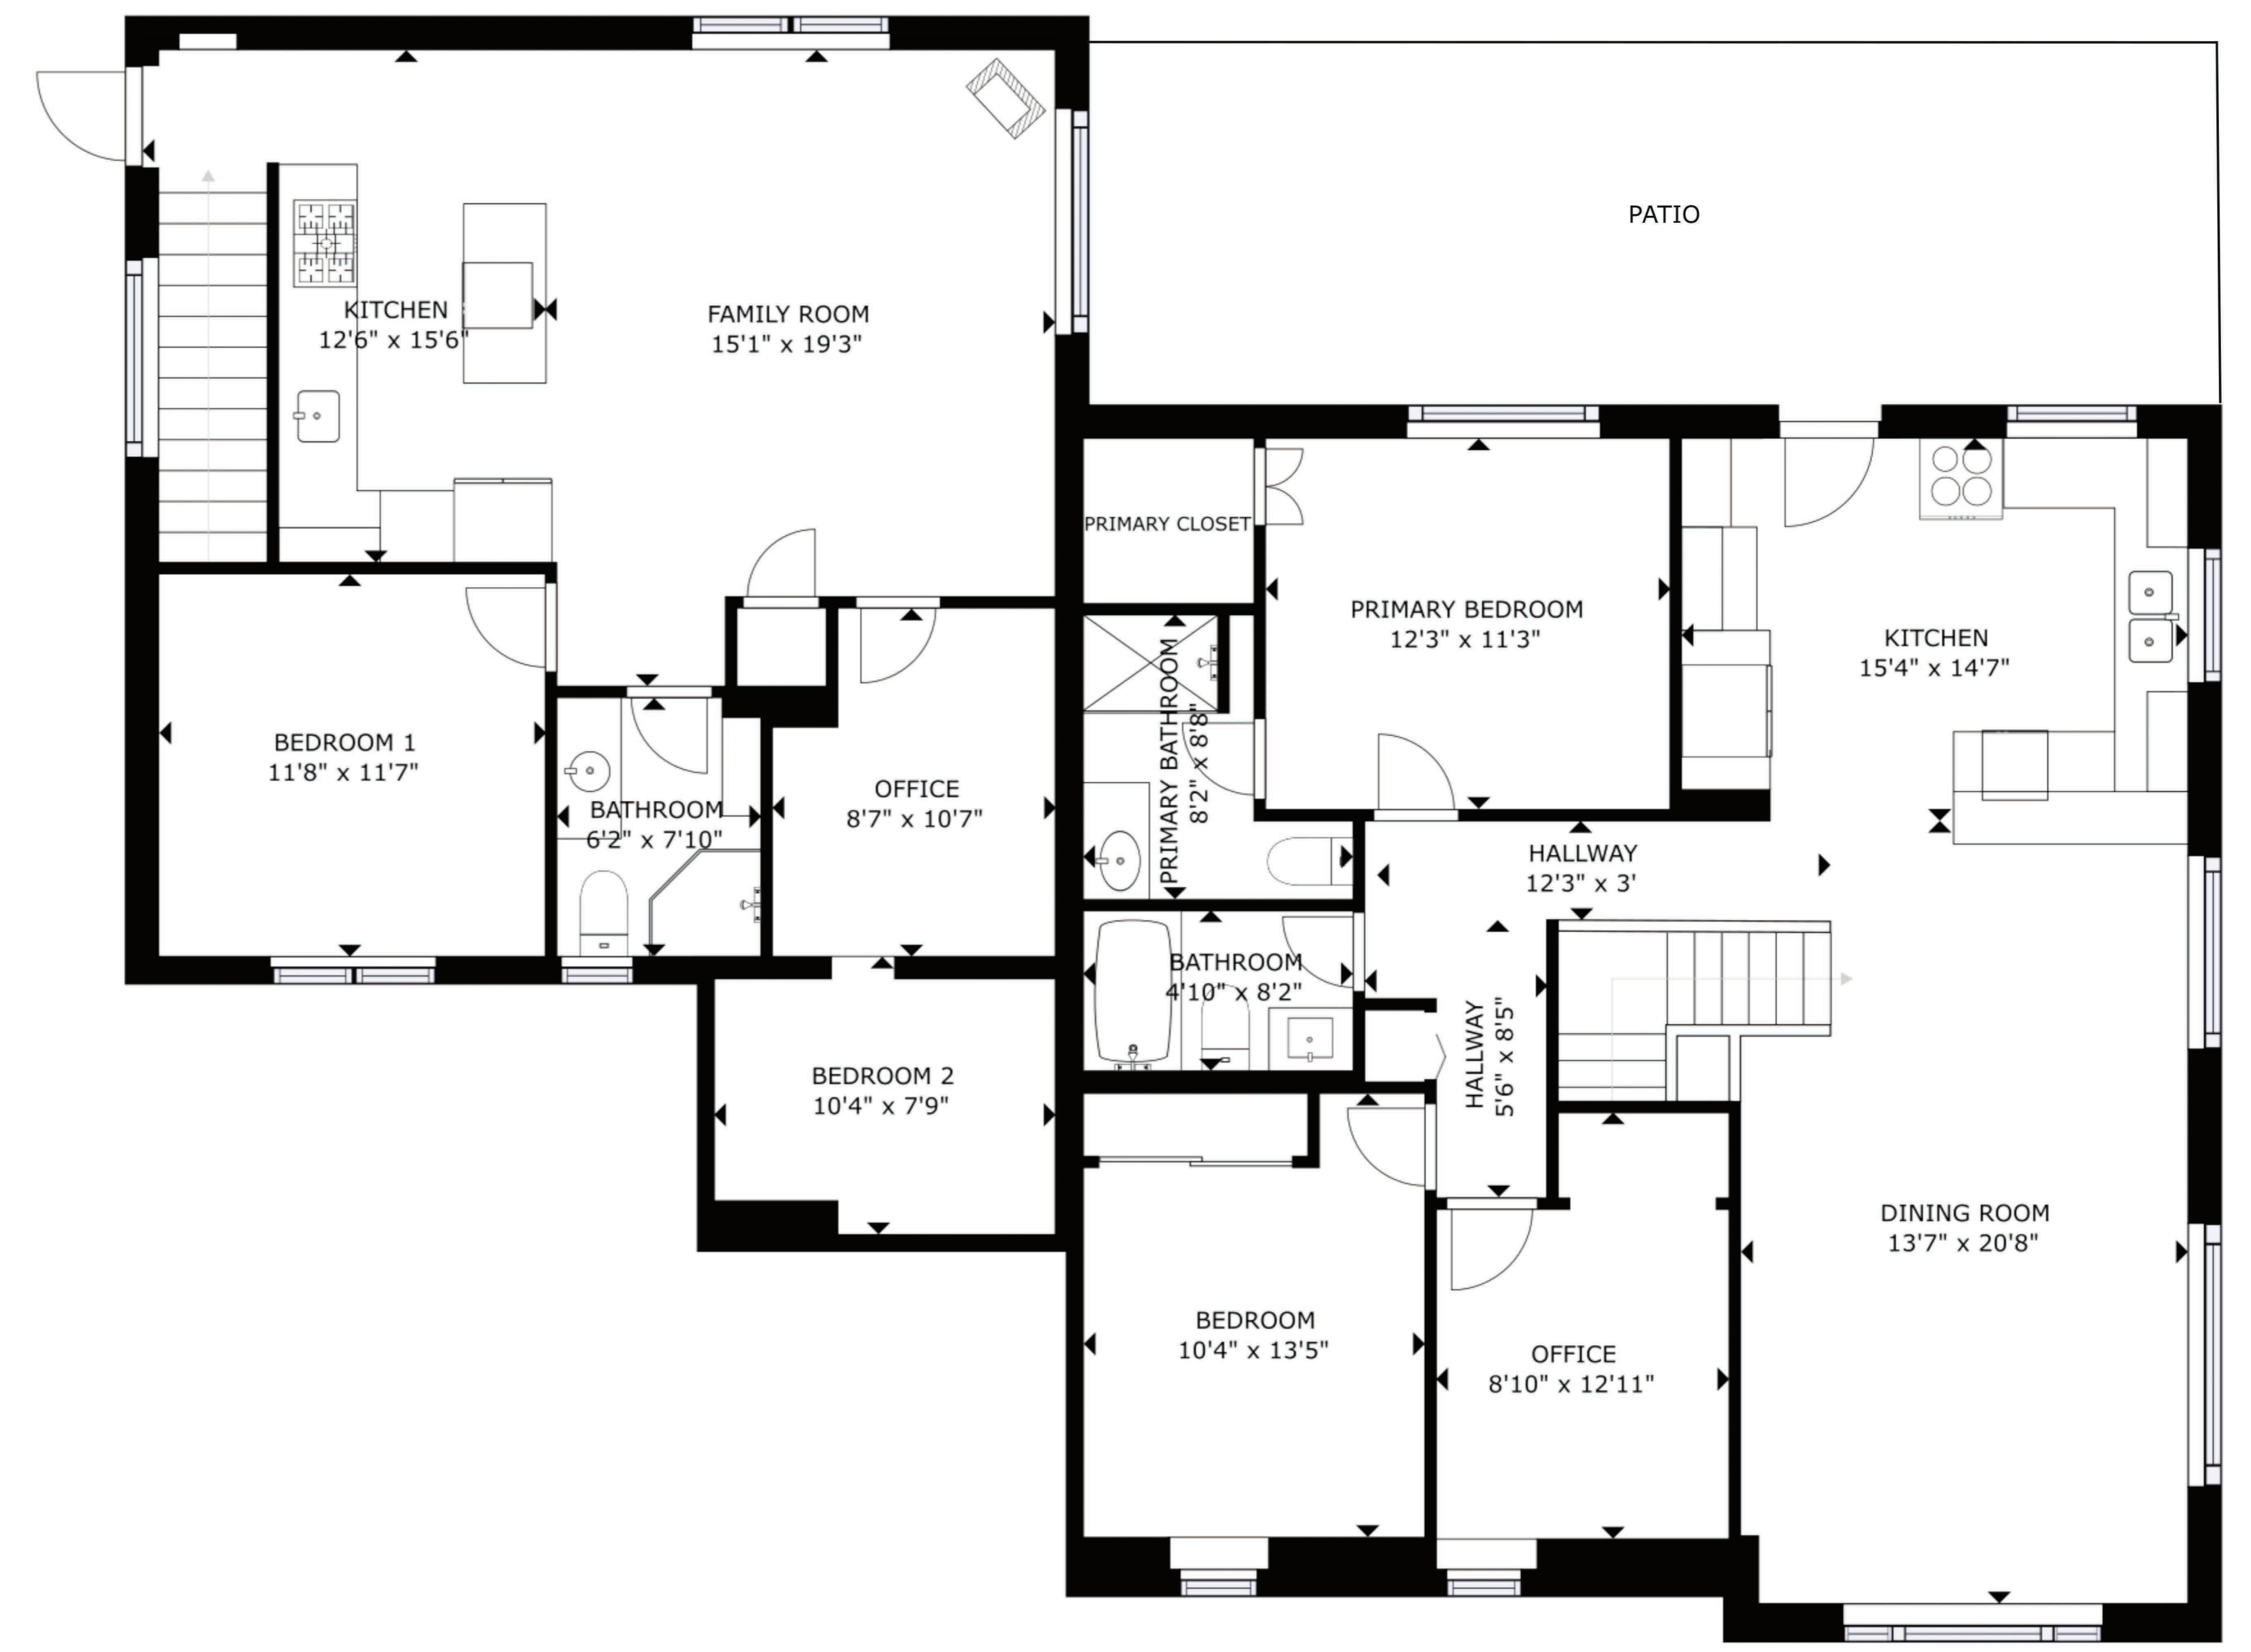 PATIO
KITCHEN
12'6" x 15'6"
FAMILY ROOM
15'1" x 19'3"
PRIMARY CLOSET
PRIMARY BEDROOM
12'3" x 11'3"
KITCHEN
15'4" x 14'7"
BEDROOM 1
11'8" x 11'7"
BATHROOM
6'2" x 7'10"
OFFICE
8'7" x 10'7"
PRIMARY BATHROOM
8'2" x 8'8"
HALLWAY
12'3" x 3'
BATHROOM
4'10" x 8'2"
HALLWAY
5'6" x 8'5"
BEDROOM 2
10'4" x 7'9"
DINING ROOM
13'7" x 20'8"
BEDROOM
10'4" x 13'5"
OFFICE
8'10" x 12'11"